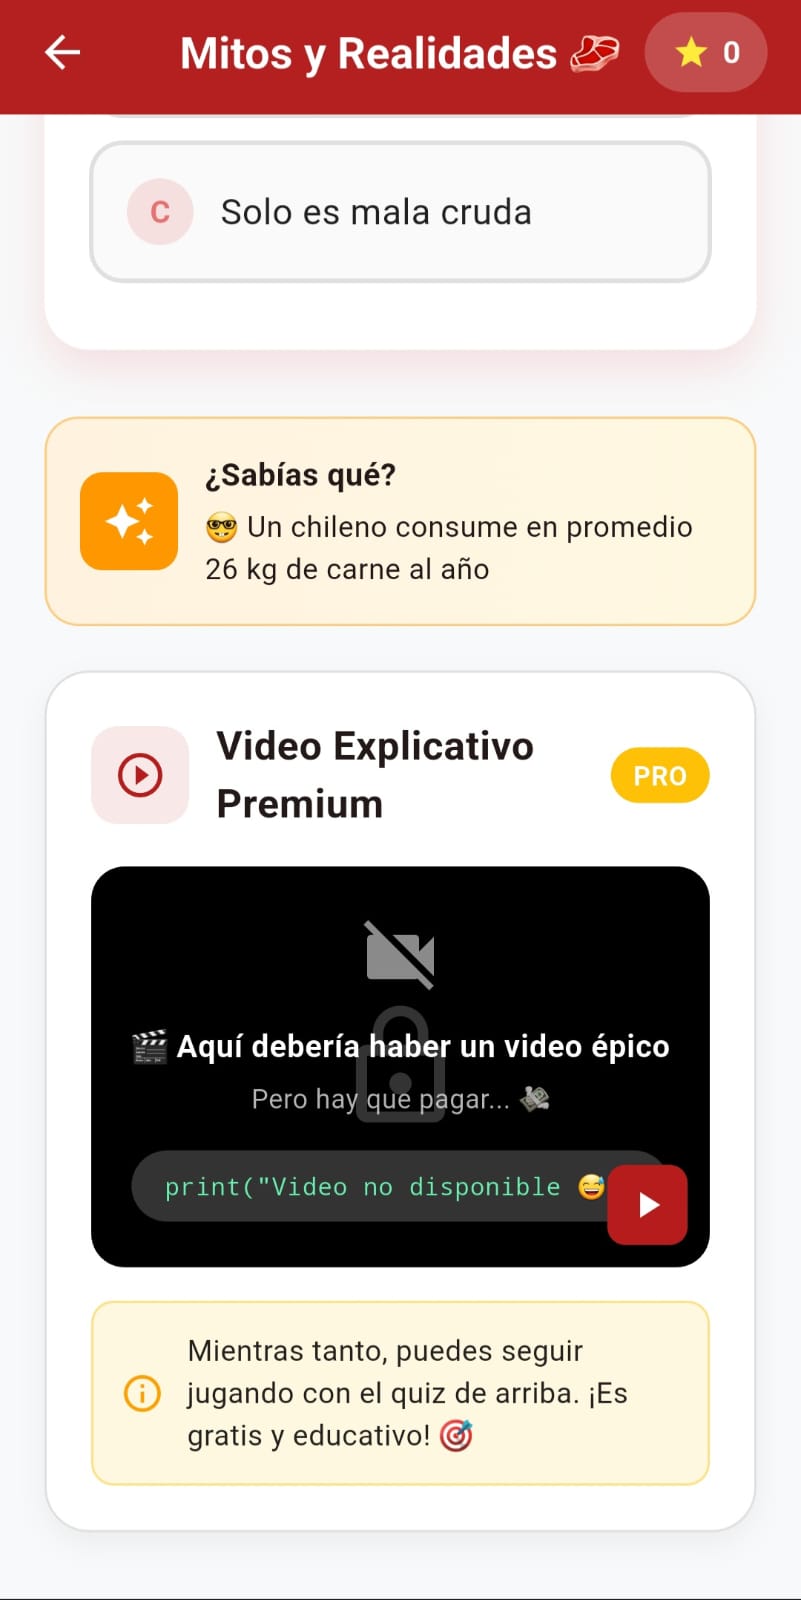 Mitos y Realidades 🥩
⭐ 0
C
Solo es mala cruda
¿Sabías qué?
🤓 Un chileno consume en promedio
26 kg de carne al año
Video Explicativo
Premium
PRO
🎬 Aquí debería haber un video épico
Pero hay que pagar... 💸
print("Video no disponible 😅
Mientras tanto, puedes seguir
jugando con el quiz de arriba. ¡Es
gratis y educativo! 🎯